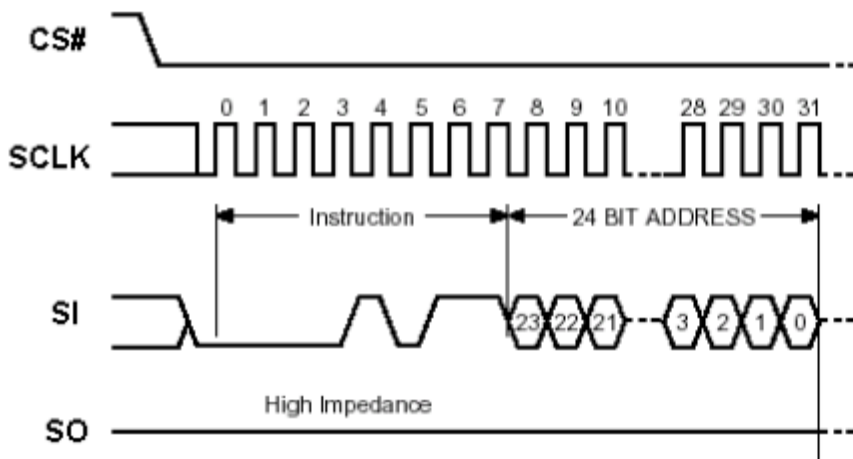 CS#
0 1 2 3 4 5 6 7 8 9 10 28 29 30 31
SCLK
Instruction 24 BIT ADDRESS
SI
23 22 21 3 2 1 0
High Impedance
SO